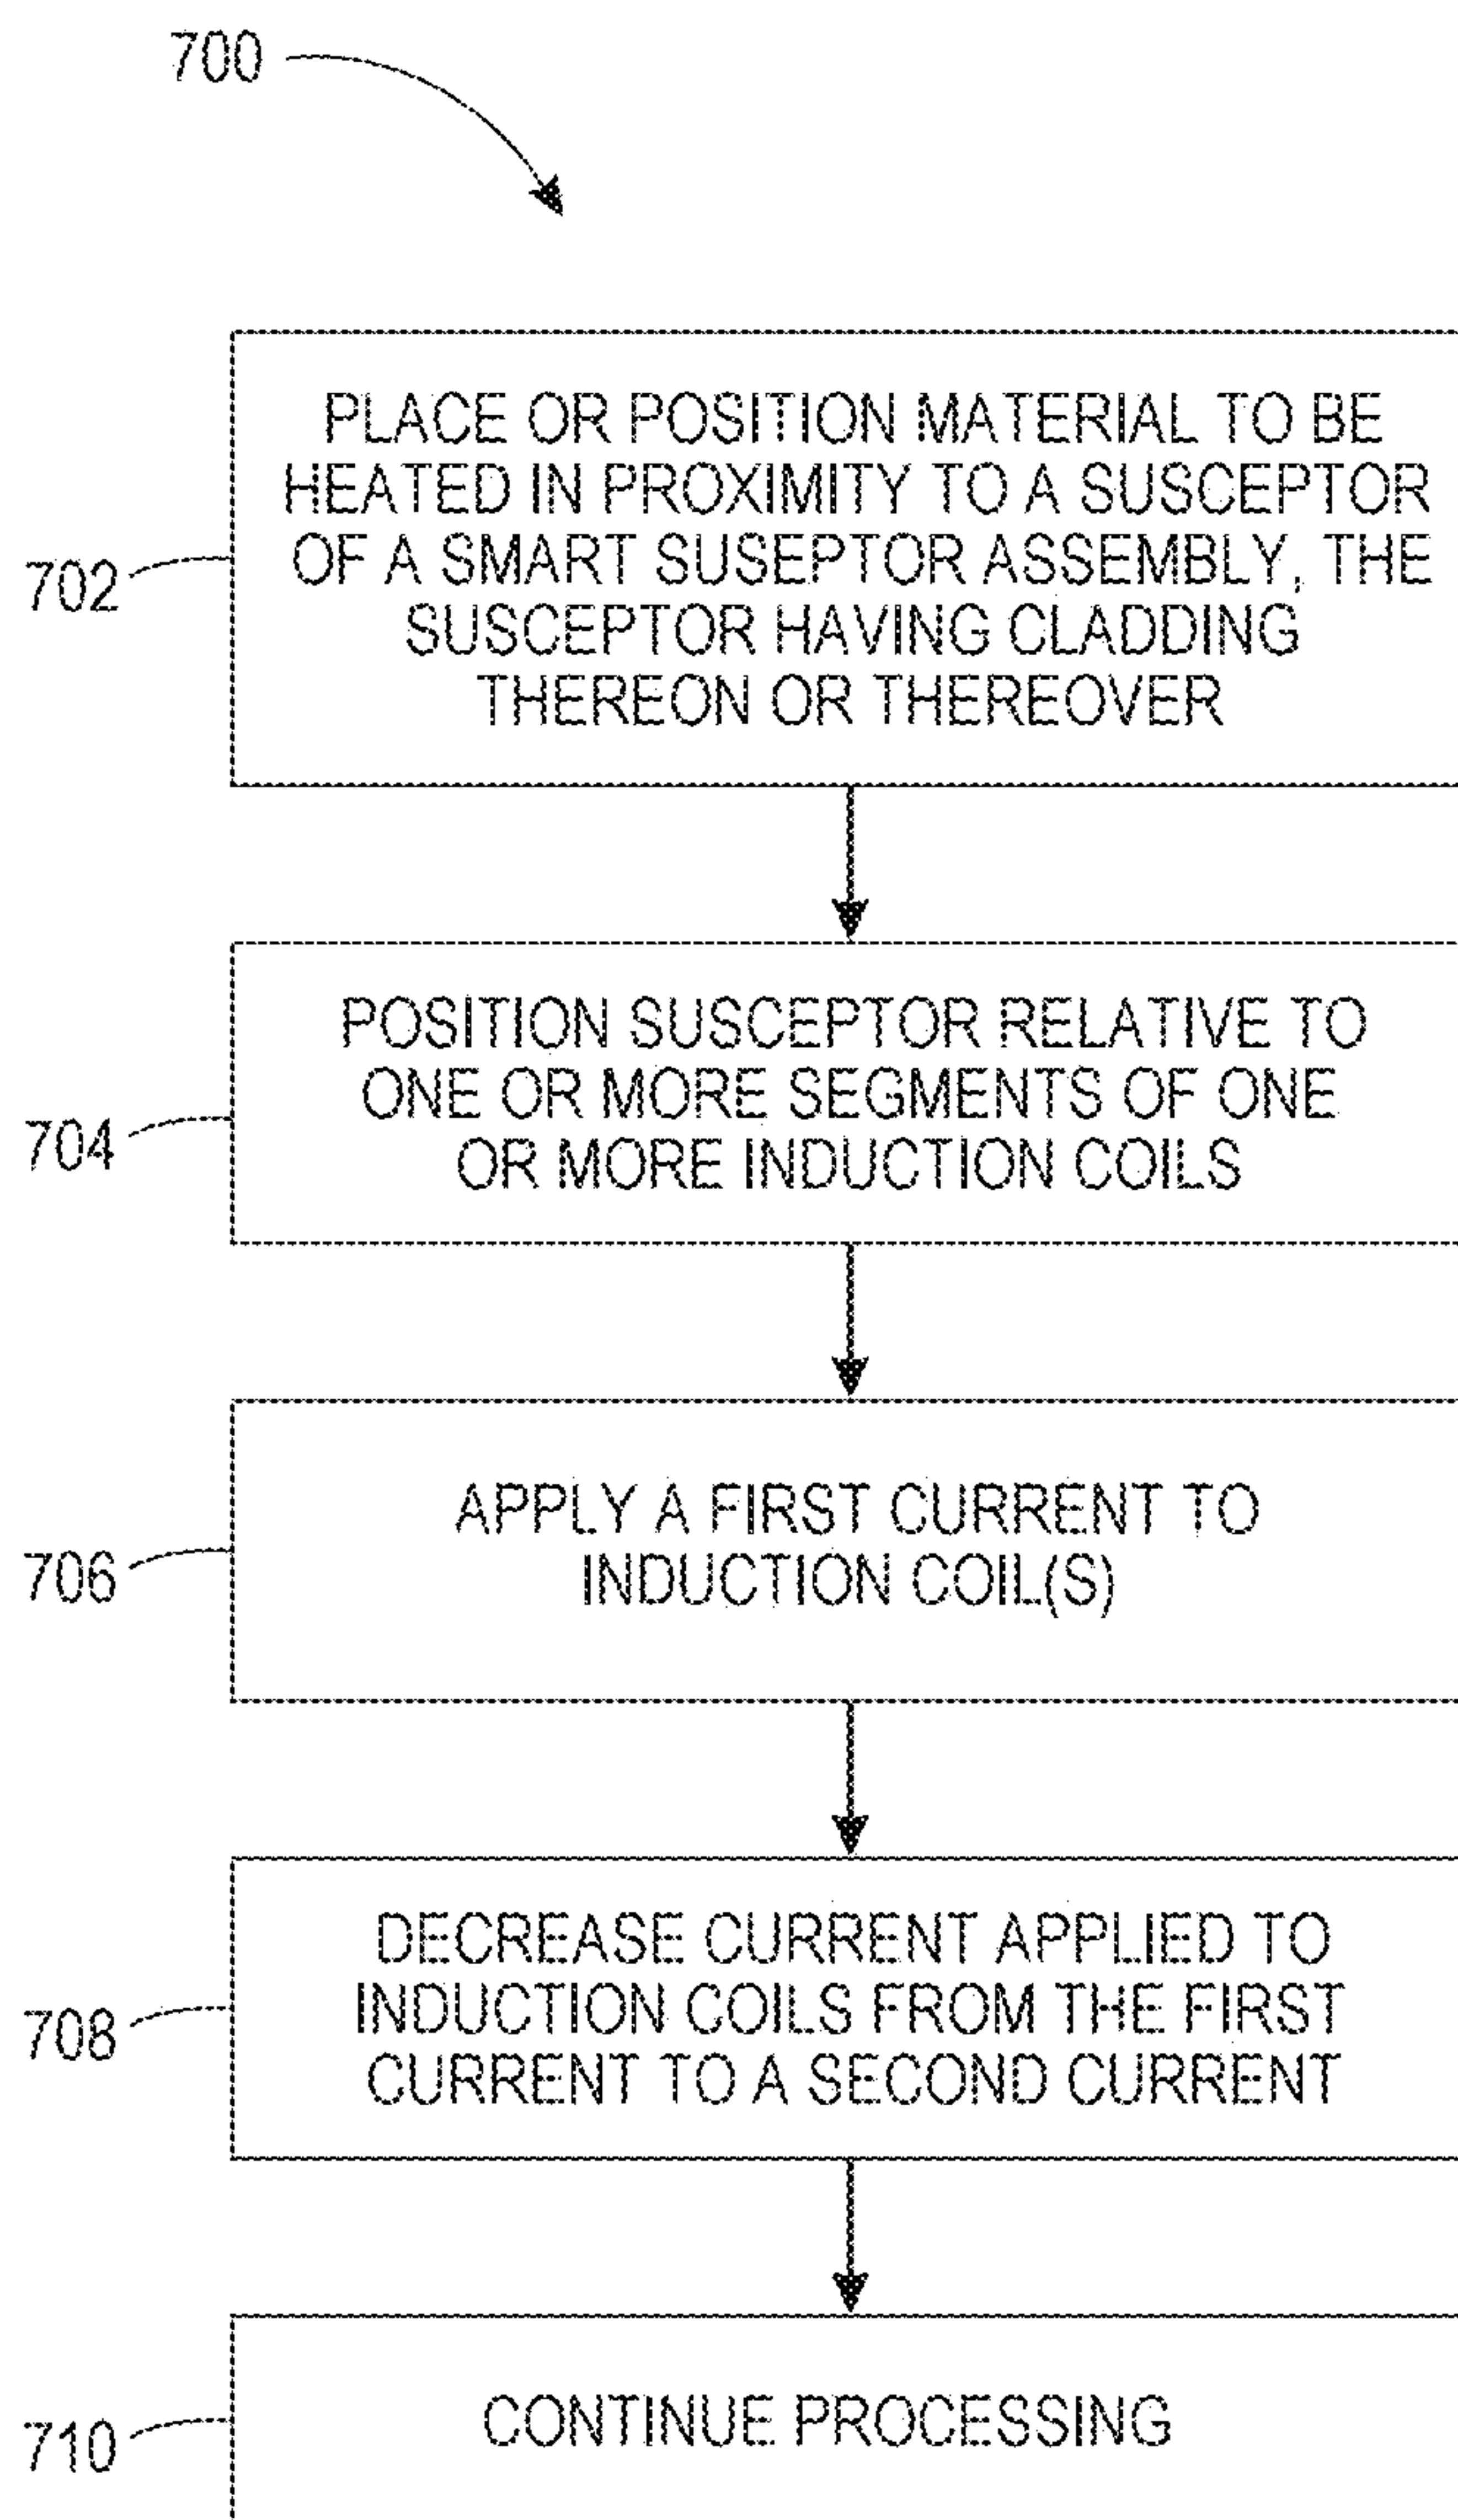 700
PLACE OR POSITION MATERIAL TO BE
HEATED IN PROXIMITY TO A SUSCEPTOR
OF A SMART SUSEPTOR ASSEMBLY, THE
SUSCEPTOR HAVING CLADDING
THEREON OR THEREOVER
702
POSITION SUSCEPTOR RELATIVE TO
ONE OR MORE SEGMENTS OF ONE
OR MORE INDUCTION COILS
704
APPLY A FIRST CURRENT TO
INDUCTION COIL(S)
706
DECREASE CURRENT APPLIED TO
INDUCTION COILS FROM THE FIRST
CURRENT TO A SECOND CURRENT
708
CONTINUE PROCESSING
710